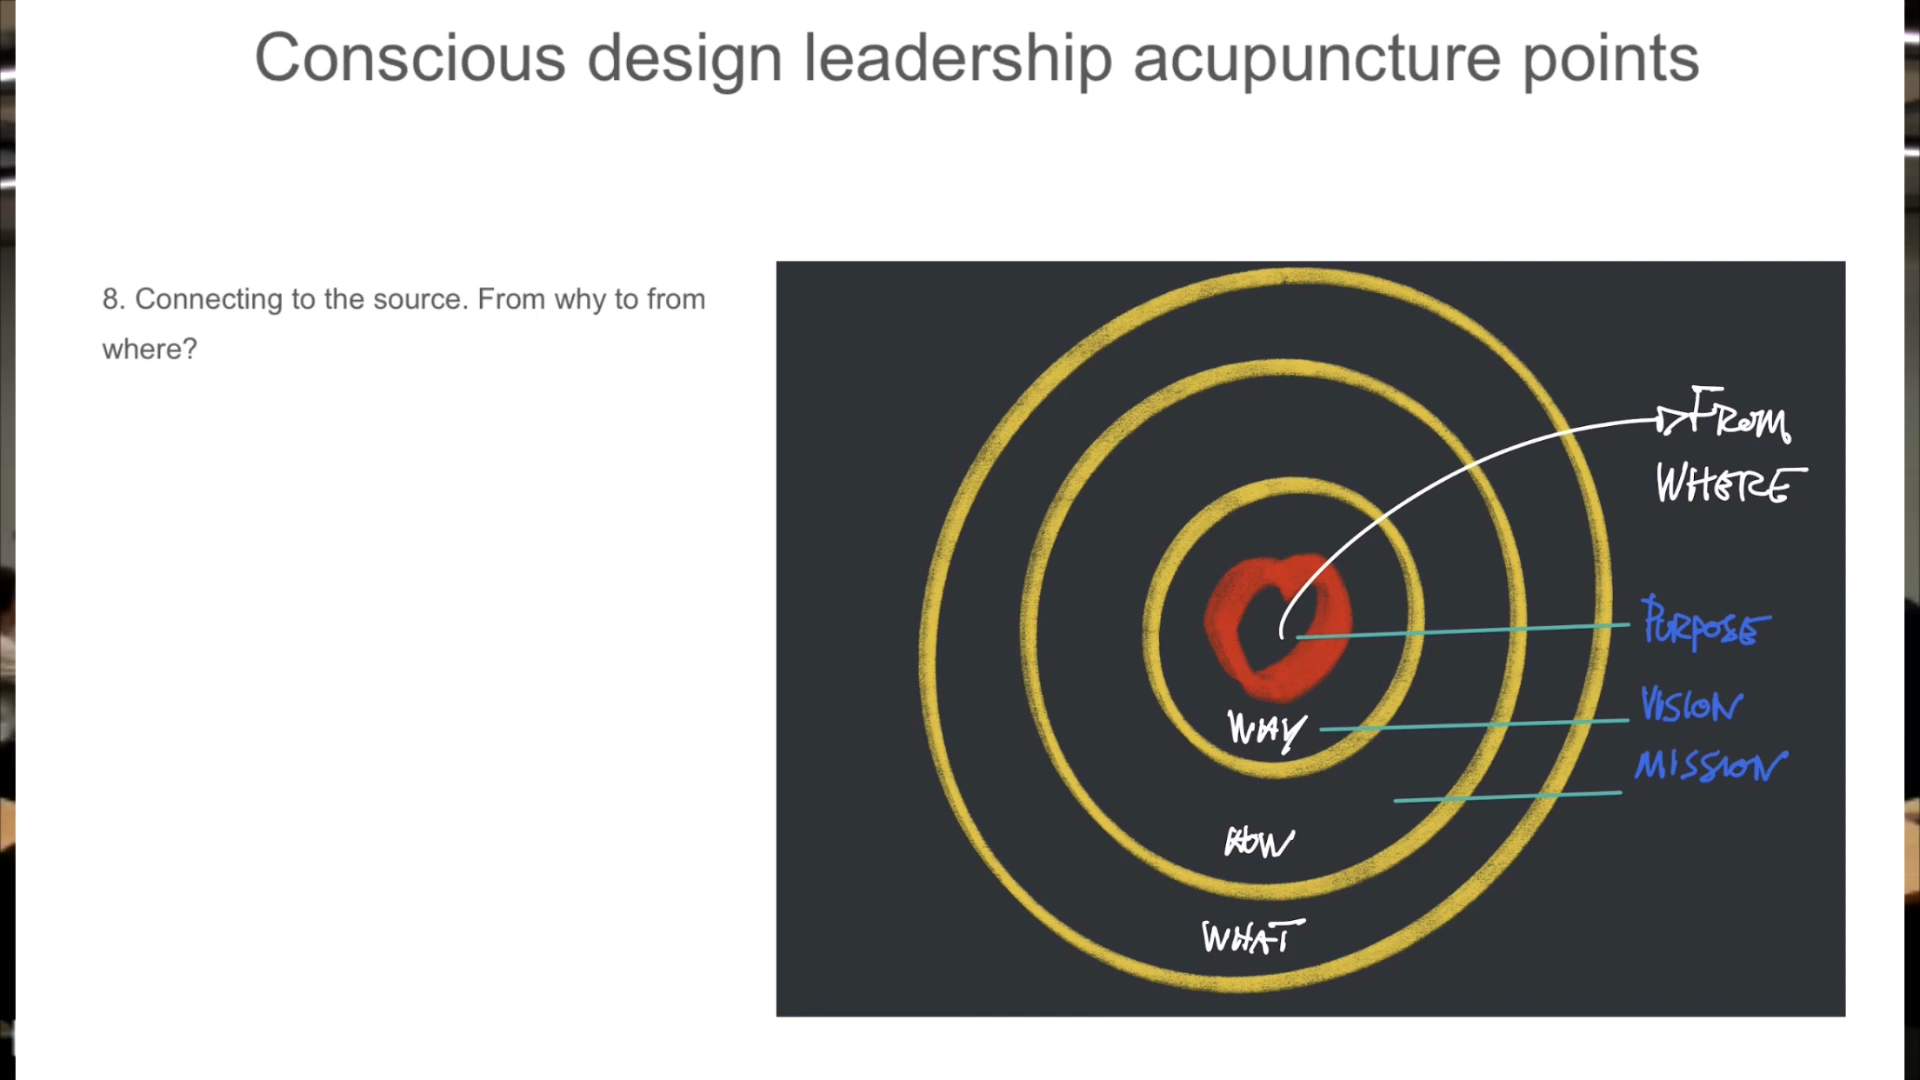 Conscious design leadership acupuncture points
8. Connecting to the source. From why to from
where?
FROM
WHERE
PURPOSE
VISION
MISSION
WHY
HOW
WHAT